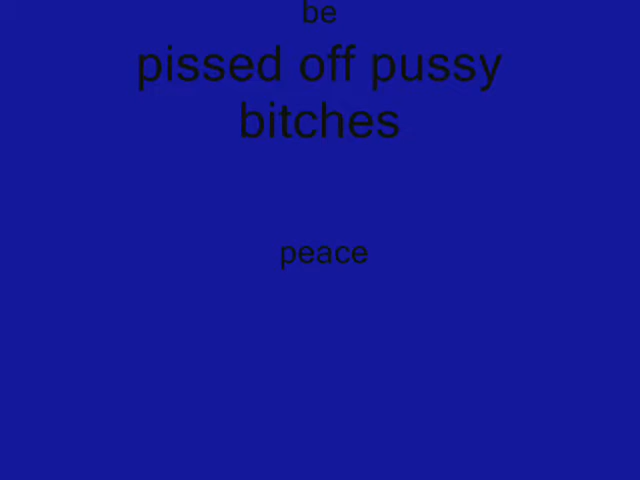 be
pissed off pussy
bitches
peace